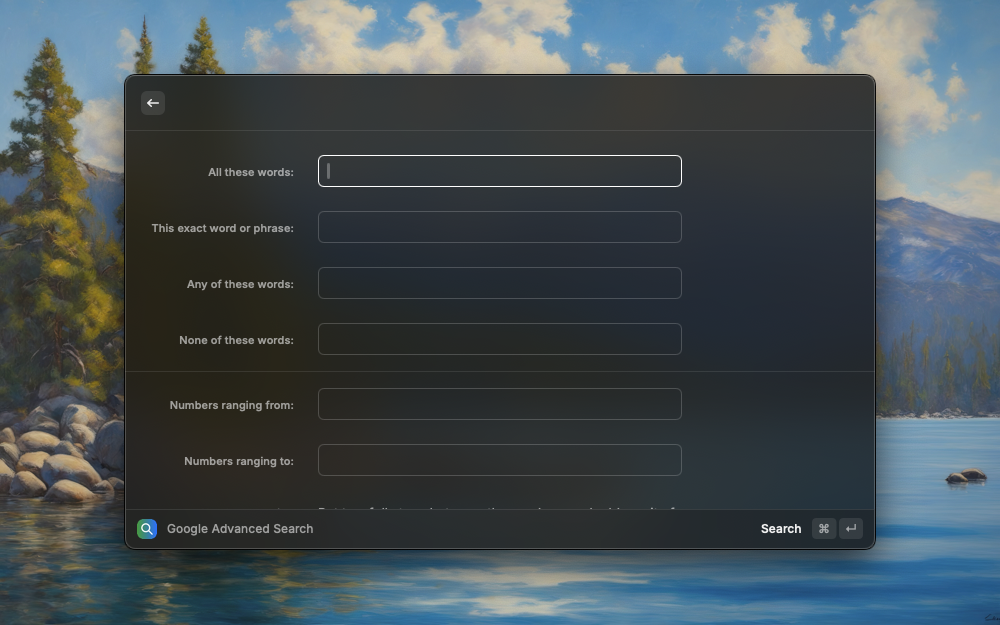 All these words:
This exact word or phrase:
Any of these words:
None of these words:
Numbers ranging from:
Numbers ranging to:
Google Advanced Search
Search ⌘ ↵